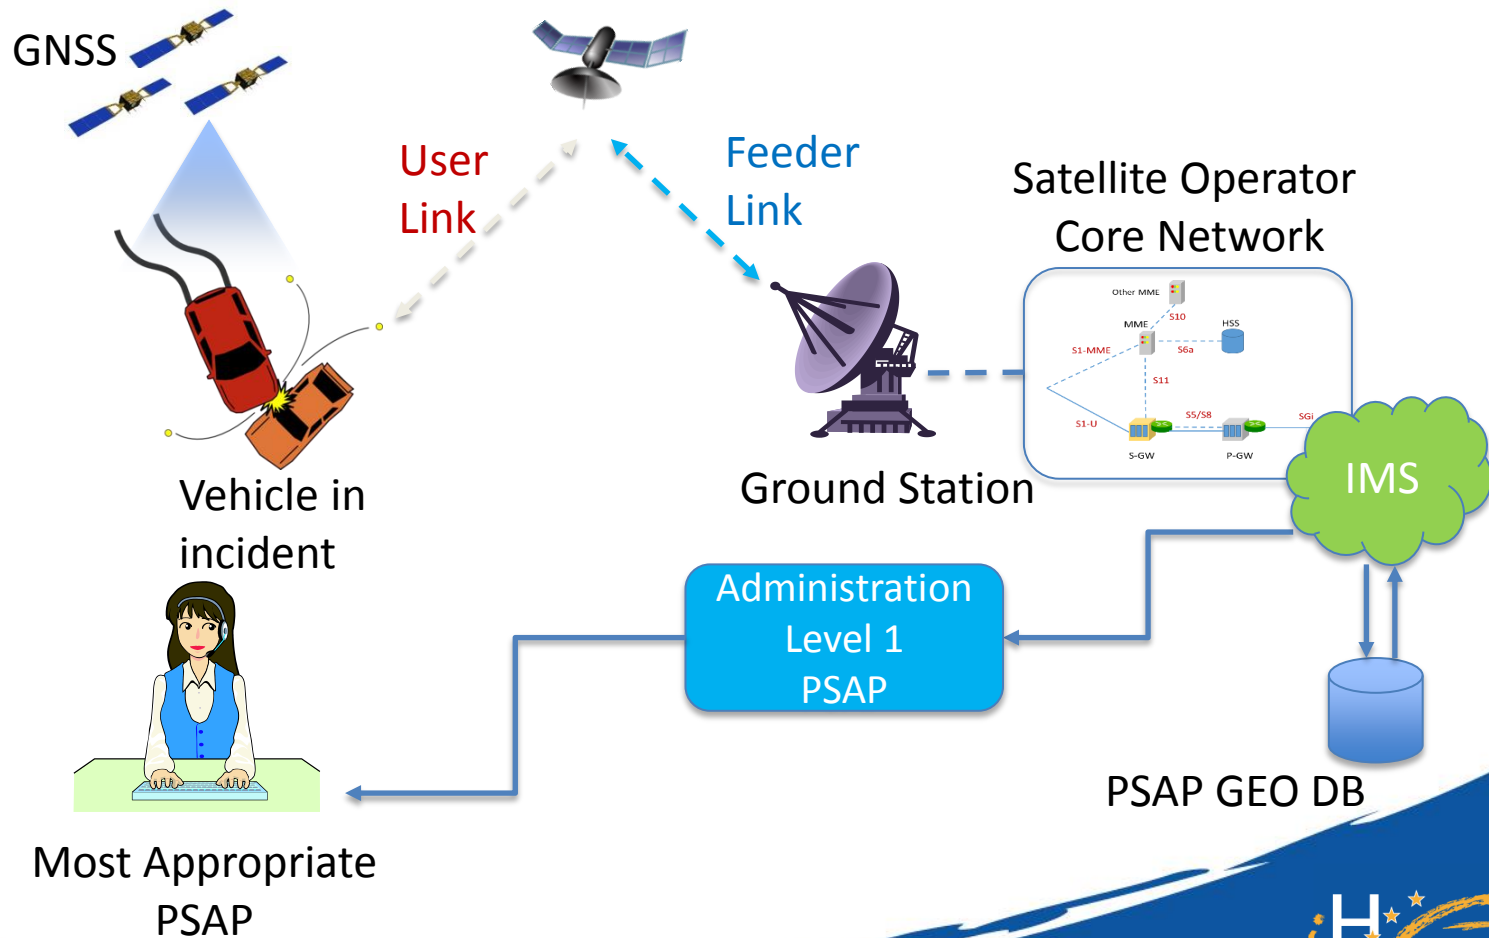 GNSS
User
Link
Feeder
Link
Satellite Operator
Core Network
Other MME
S10
MME
HSS
S1-MME
S6a
S11
S1-U
S5/S8
SGi
S-GW
P-GW
IMS
Ground Station
Vehicle in
incident
Administration
Level 1
PSAP
PSAP GEO DB
Most Appropriate
PSAP
H